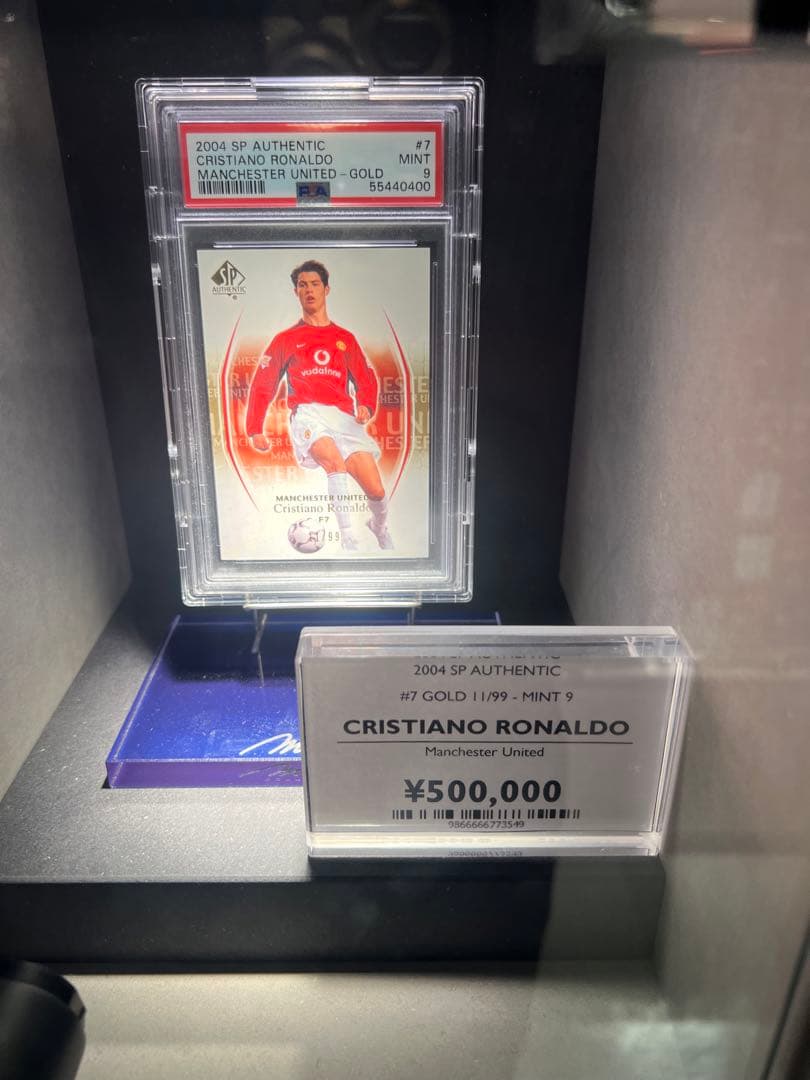 2004 SP AUTHENTIC #7
CRISTIANO RONALDO MINT
MANCHESTER UNITED - GOLD 9
PSA 55440400
SP
AUTHENTIC
vodafone
MANCHESTER UNITED
Cristiano Ronaldo
F7
/99
2004 SP AUTHENTIC
#7 GOLD 11/99 - MINT 9
CRISTIANO RONALDO
Manchester United
¥500,000
9866666773549